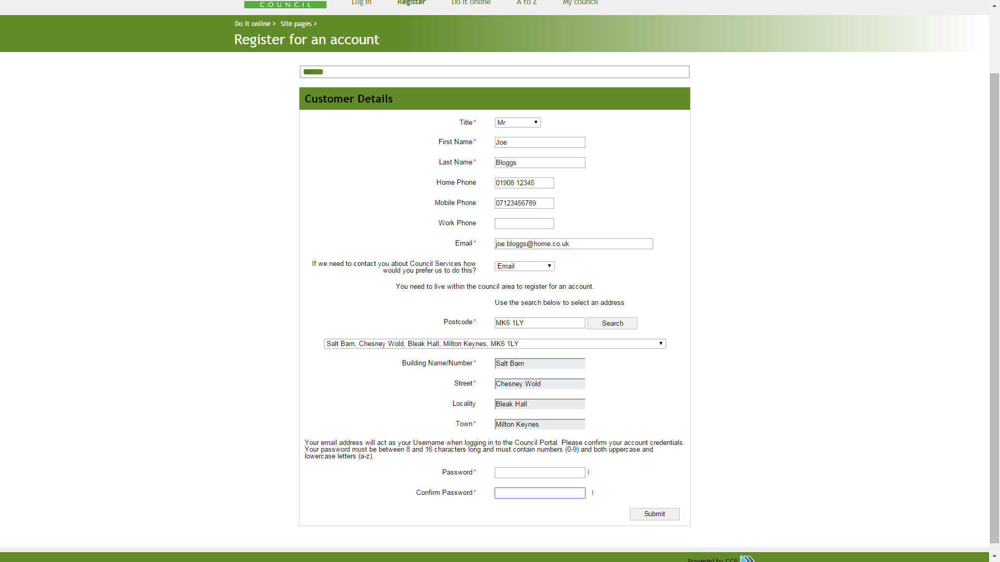 COUNCIL
Log in Register Do it online A to Z My council
Do it online > Site pages >
Register for an account
Customer Details
Title* Mr
First Name* Joe
Last Name* Bloggs
Home Phone 01908 12345
Mobile Phone 07123456789
Work Phone
Email* joe.bloggs@home.co.uk
If we need to contact you about Council Services how
would you prefer us to do this? Email
You need to live within the council area to register for an account.
Use the search below to select an address
Postcode* MK6 1LY Search
Salt Barn, Chesney Wold, Bleak Hall, Milton Keynes, MK6 1LY
Building Name/Number* Salt Barn
Street* Chesney Wold
Locality Bleak Hall
Town* Milton Keynes
Your email address will act as your Username when logging in to the Council Portal. Please confirm your account credentials.
Your password must be between 8 and 16 characters long and must contain numbers (0-9) and both uppercase and
lowercase letters (a-z).
Password* !
Confirm Password* !
Submit
Powered by CCP